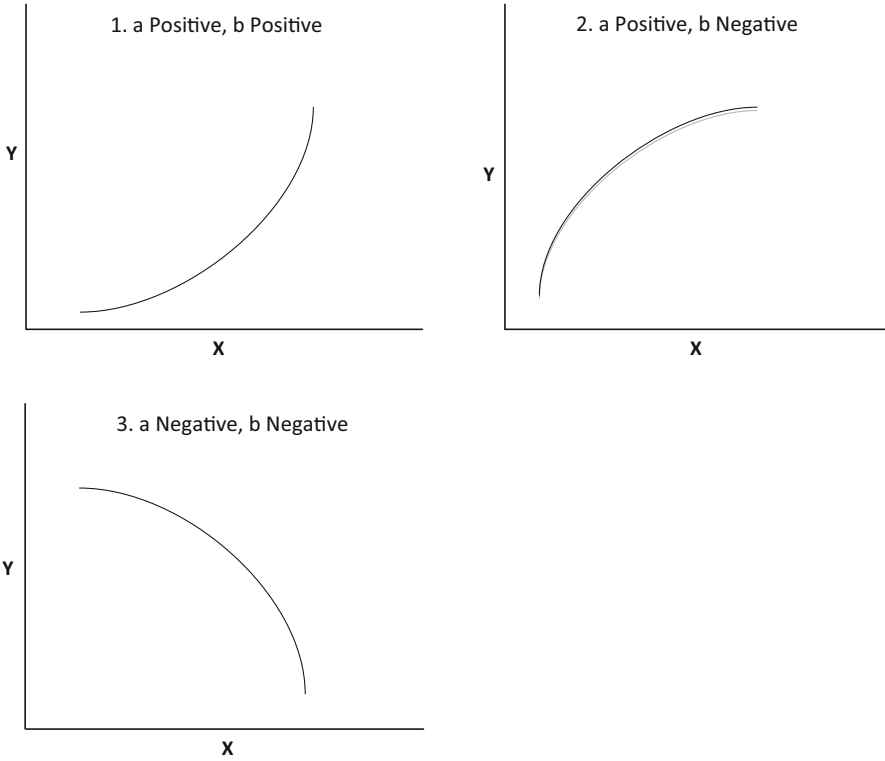 1. a Positive, b Positive
Y
X
2. a Positive, b Negative
Y
X
3. a Negative, b Negative
Y
X